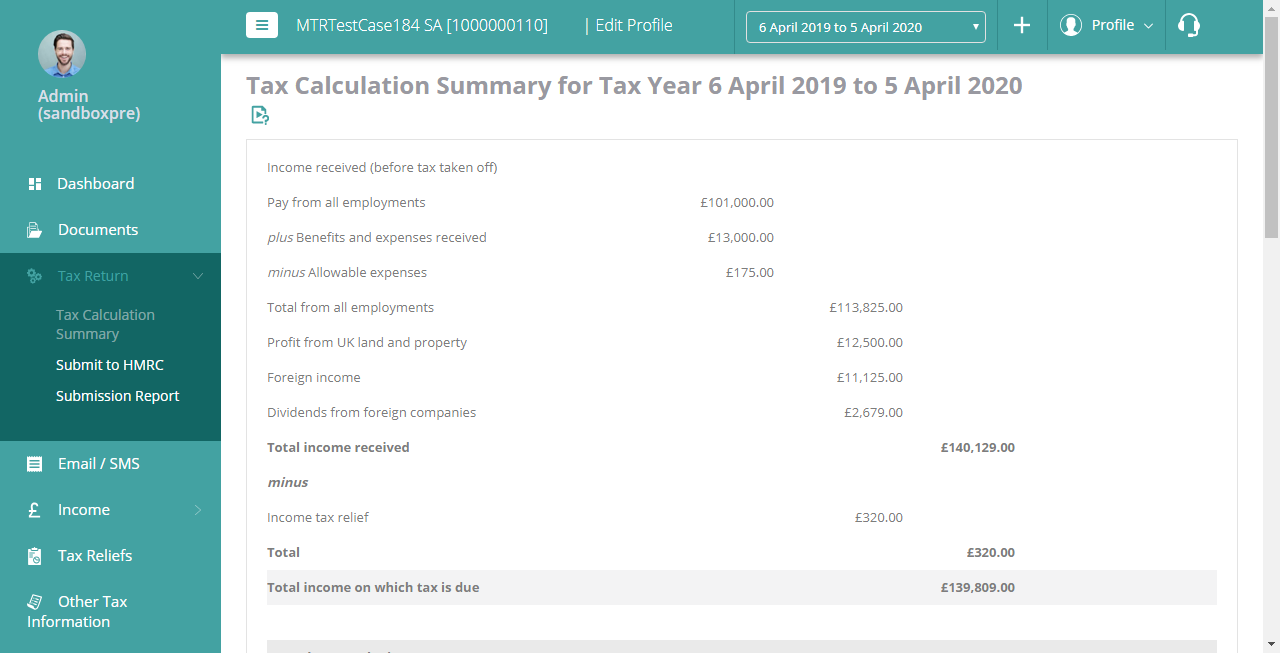 MTRTestCase184 SA [1000000110] | Edit Profile
6 April 2019 to 5 April 2020
Profile
Admin
(sandboxpre)
Dashboard
Documents
Tax Return
Tax Calculation
Summary
Submit to HMRC
Submission Report
Email / SMS
Income
Tax Reliefs
Other Tax
Information
Tax Calculation Summary for Tax Year 6 April 2019 to 5 April 2020
Income received (before tax taken off)
Pay from all employments £101,000.00
plus Benefits and expenses received £13,000.00
minus Allowable expenses £175.00
Total from all employments £113,825.00
Profit from UK land and property £12,500.00
Foreign income £11,125.00
Dividends from foreign companies £2,679.00
Total income received £140,129.00
minus
Income tax relief £320.00
Total £320.00
Total income on which tax is due £139,809.00